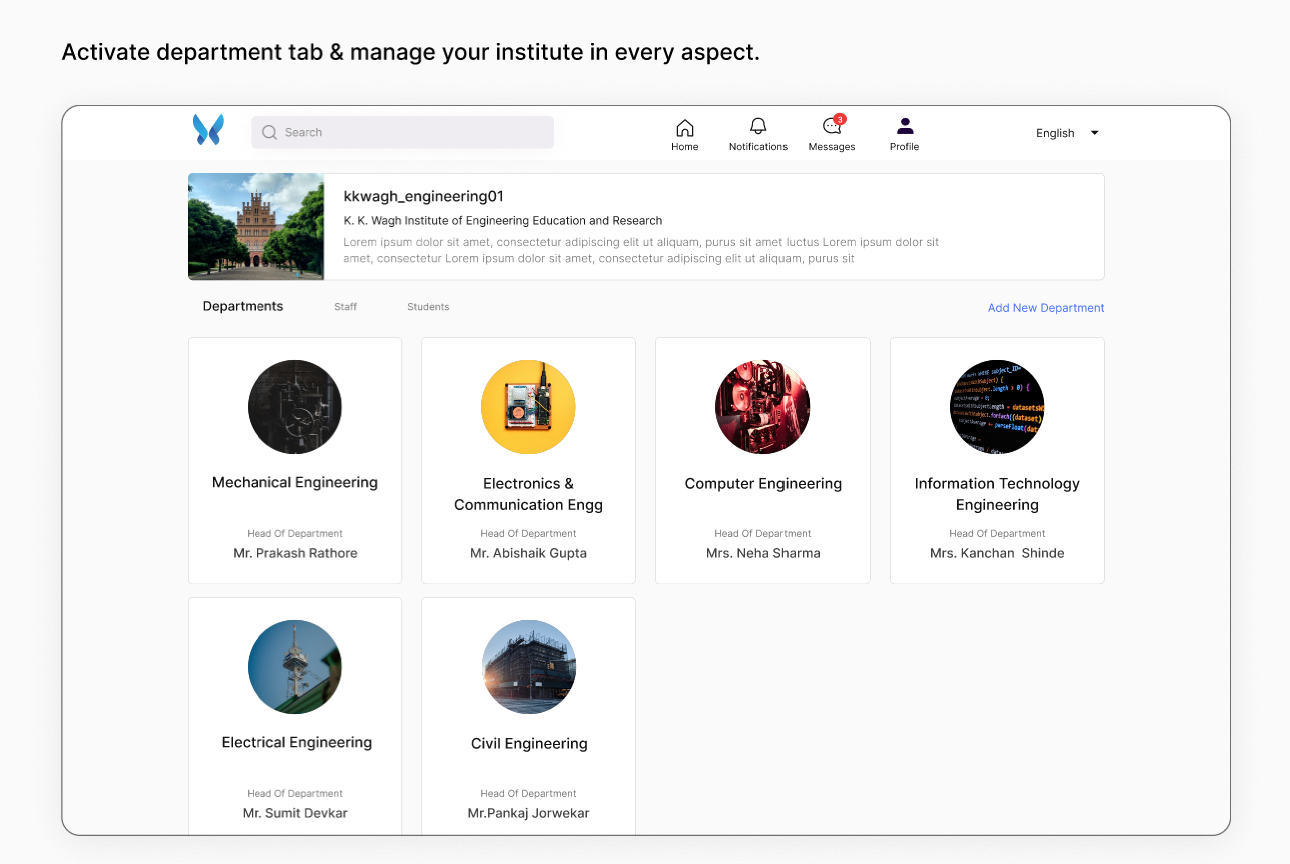 Activate department tab & manage your institute in every aspect.
Search
Home
Notifications
3
Messages
Profile
English
kkwagh_engineering01
K. K. Wagh Institute of Engineering Education and Research
Lorem ipsum dolor sit amet, consectetur adipiscing elit ut aliquam, purus sit amet luctus Lorem ipsum dolor sit
amet, consectetur Lorem ipsum dolor sit amet, consectetur adipiscing elit ut aliquam, purus sit
Departments
Staff
Students
Add New Department
Mechanical Engineering
Head Of Department
Mr. Prakash Rathore
Electronics &
Communication Engg
Head Of Department
Mr. Abishaik Gupta
Computer Engineering
Head Of Department
Mrs. Neha Sharma
Information Technology
Engineering
Head Of Department
Mrs. Kanchan Shinde
Electrical Engineering
Head Of Department
Mr. Sumit Devkar
Civil Engineering
Head Of Department
Mr.Pankaj Jorwekar